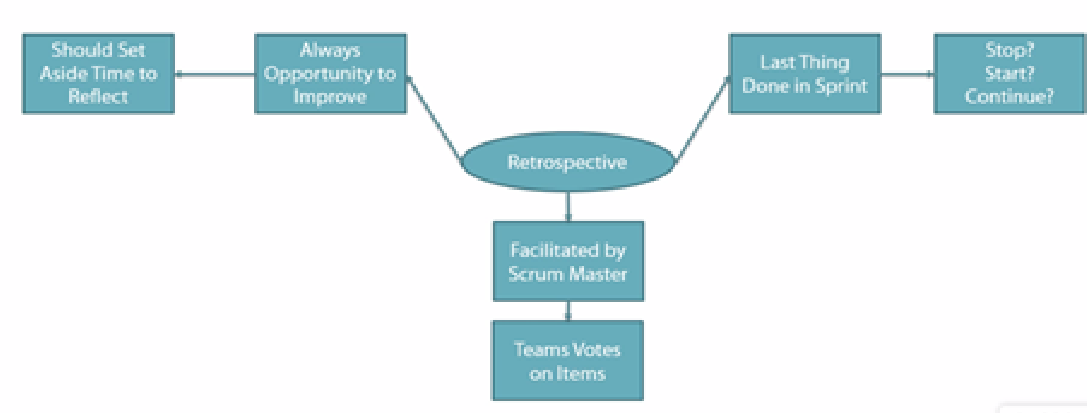 Should Set
Aside Time to
Reflect
Always
Opportunity to
Improve
Last Thing
Done in Sprint
Stop?
Start?
Continue?
Retrospective
Facilitated by
Scrum Master
Teams Votes
on Items